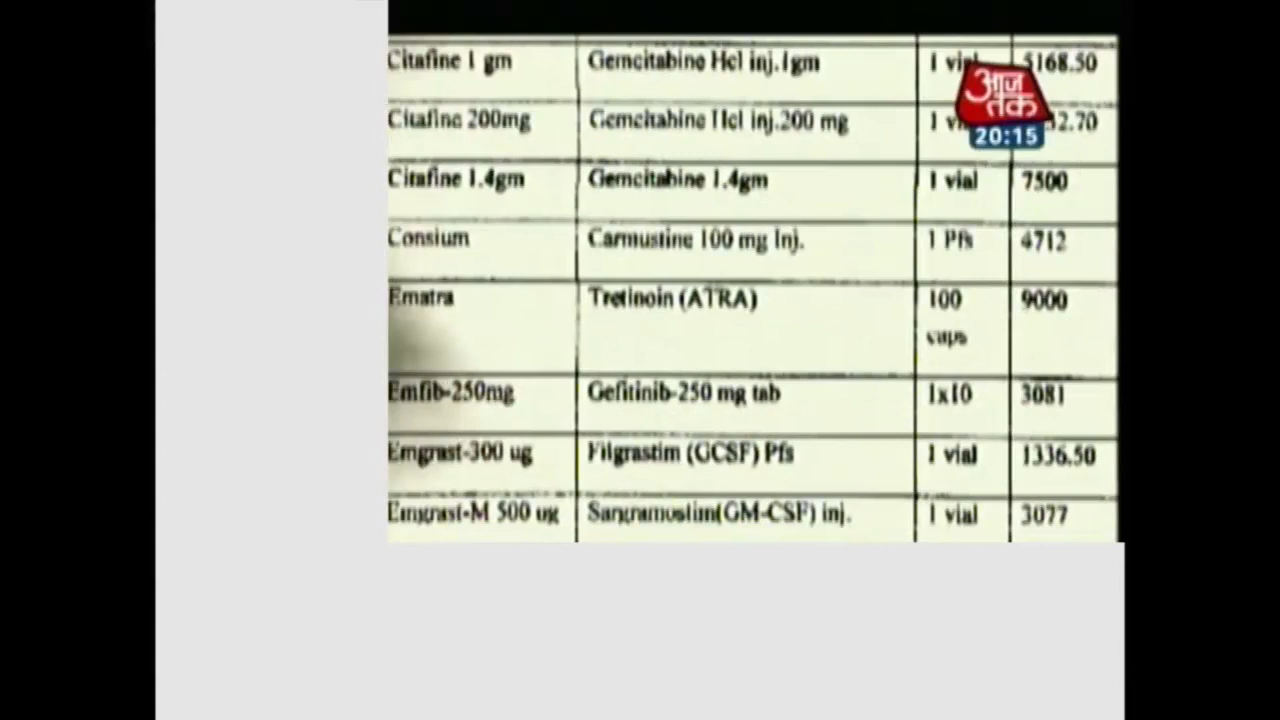 Citafine 1 gm Gemcitabine Hcl inj.1gm 1 vial 5168.50
आज
तक
Citafine 200mg Gemcitabine Hcl inj.200 mg 1 2.70
20:15
Citafine 1.4gm Gemcitabine 1.4gm 1 vial 7500
Consium Carmustine 100 mg Inj. 1 Pfs 4712
Ematra Tretinoin (ATRA) 100 9000
caps
Emfib-250mg Gefitinib-250 mg tab 1x10 3081
Emgrast-300 ug Filgrastim (GCSF) Pfs 1 vial 1336.50
Emgrast-M 500 ug Sargramostim(GM-CSF) inj. 1 vial 3077